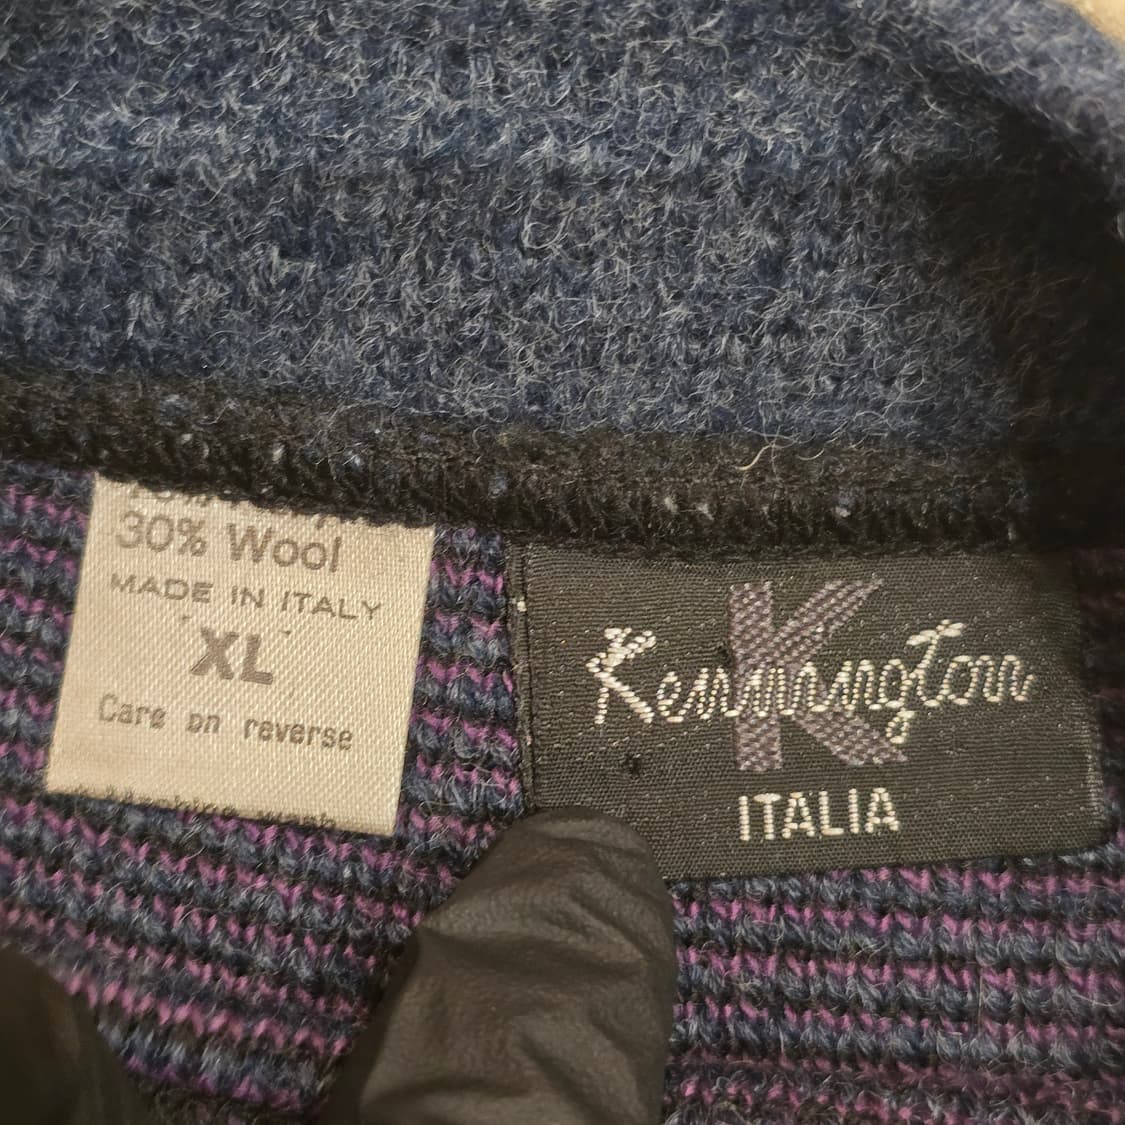 30% Wool
MADE IN ITALY
"XL"
Care on reverse
K
Kennington
ITALIA